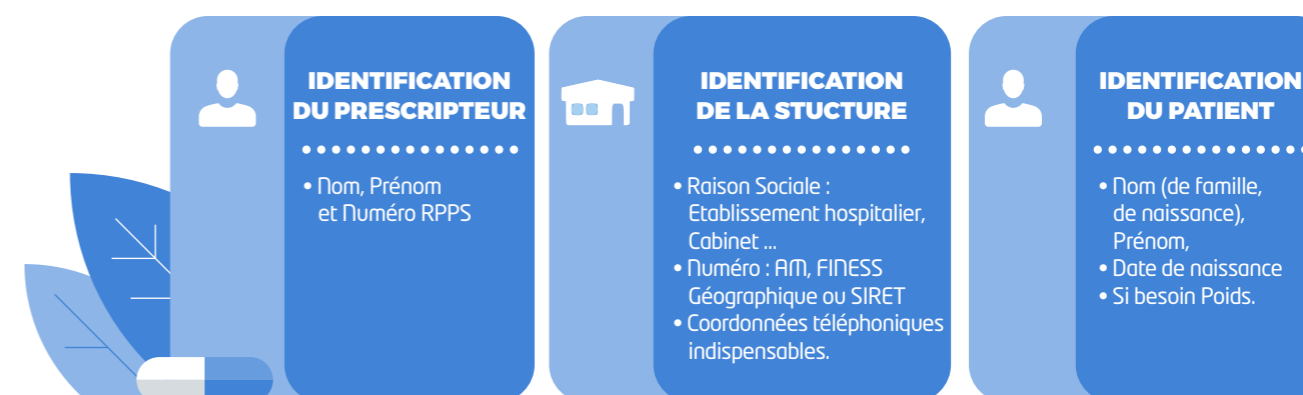 IDENTIFICATION
DU PRESCRIPTEUR
• Nom, Prénom
et Numéro RPPS
IDENTIFICATION
DE LA STUCTURE
• Raison Sociale :
Etablissement hospitalier,
Cabinet ...
• Numéro : AM, FINESS
Géographique ou SIRET
• Coordonnées téléphoniques
indispensables.
IDENTIFICATION
DU PATIENT
• Nom (de famille,
de naissance),
Prénom,
• Date de naissance
• Si besoin Poids.